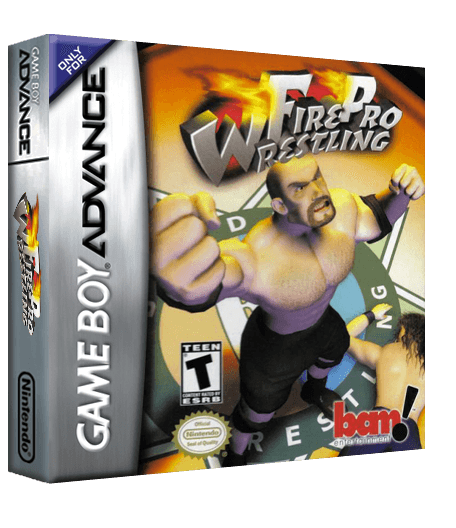 GAME BOY
ADVANCE
FIRE PRO
WRESTLING
Nintendo®
ONLY
FOR
GAME BOY ADVANCE
FIRE PRO
WRESTLING
D
M
G
R
E
S
T
I
N
TEEN
T
CONTENT RATED BY
ESRB
Official
Nintendo
Seal of Quality
bam!
entertainment